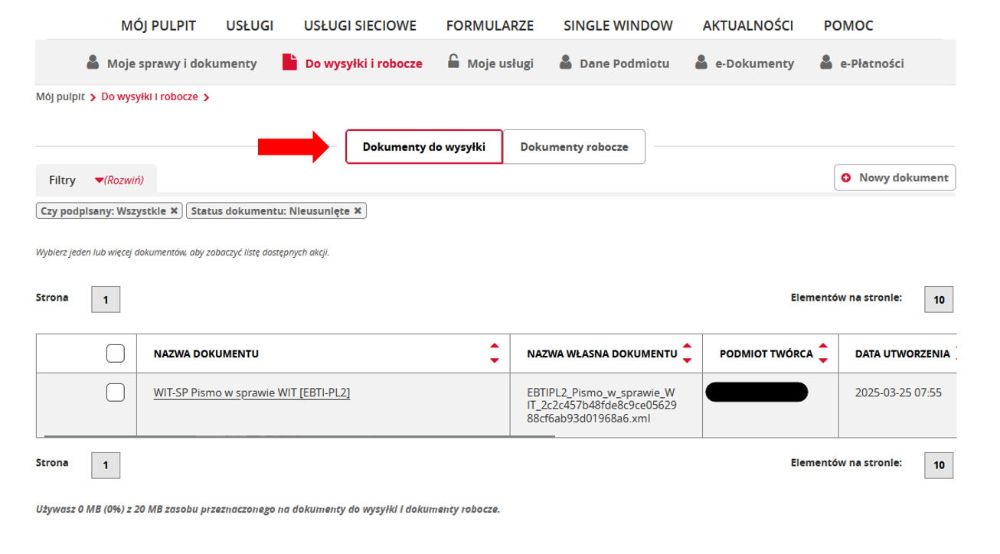 MÓJ PULPIT USŁUGI USŁUGI SIECIOWE FORMULARZE SINGLE WINDOW AKTUALNOŚCI POMOC
Moje sprawy i dokumenty Do wysyłki i robocze Moje usługi Dane Podmiotu e-Dokumenty e-Płatności
Mój pulpit > Do wysyłki i robocze >
Dokumenty do wysyłki Dokumenty robocze
Filtry (Rozwiń) Nowy dokument
Czy podpisany: Wszystkie ✖ Status dokumentu: Nieusunięte ✖
Wybierz jeden lub więcej dokumentów, aby zobaczyć listę dostępnych akcji.
Strona 1 Elementów na stronie: 10
NAZWA DOKUMENTU NAZWA WŁASNA DOKUMENTU PODMIOT TWÓRCA DATA UTWORZENIA
WIT-SP Pismo w sprawie WIT [EBTI-PL2] EBTIPL2_Pismo_w_sprawie_W 2025-03-25 07:55
IT_2c2c457b48fde8c9ce05629
88cf6ab93d01968a6.xml
Strona 1 Elementów na stronie: 10
Używasz 0 MB (0%) z 20 MB zasobu przeznaczonego na dokumenty do wysyłki i dokumenty robocze.